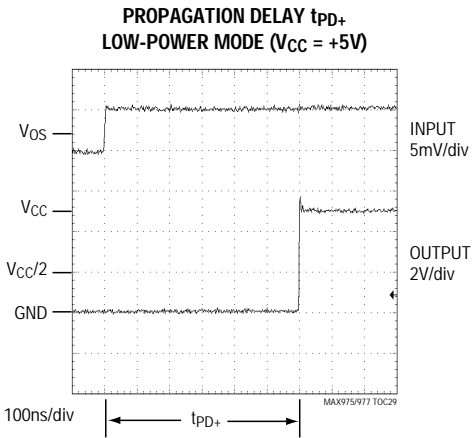 PROPAGATION DELAY tPD+
LOW-POWER MODE (VCC = +5V)
VOS
INPUT
5mV/div
VCC
VCC/2
OUTPUT
2V/div
GND
MAX975/977 TOC29
100ns/div
tPD+